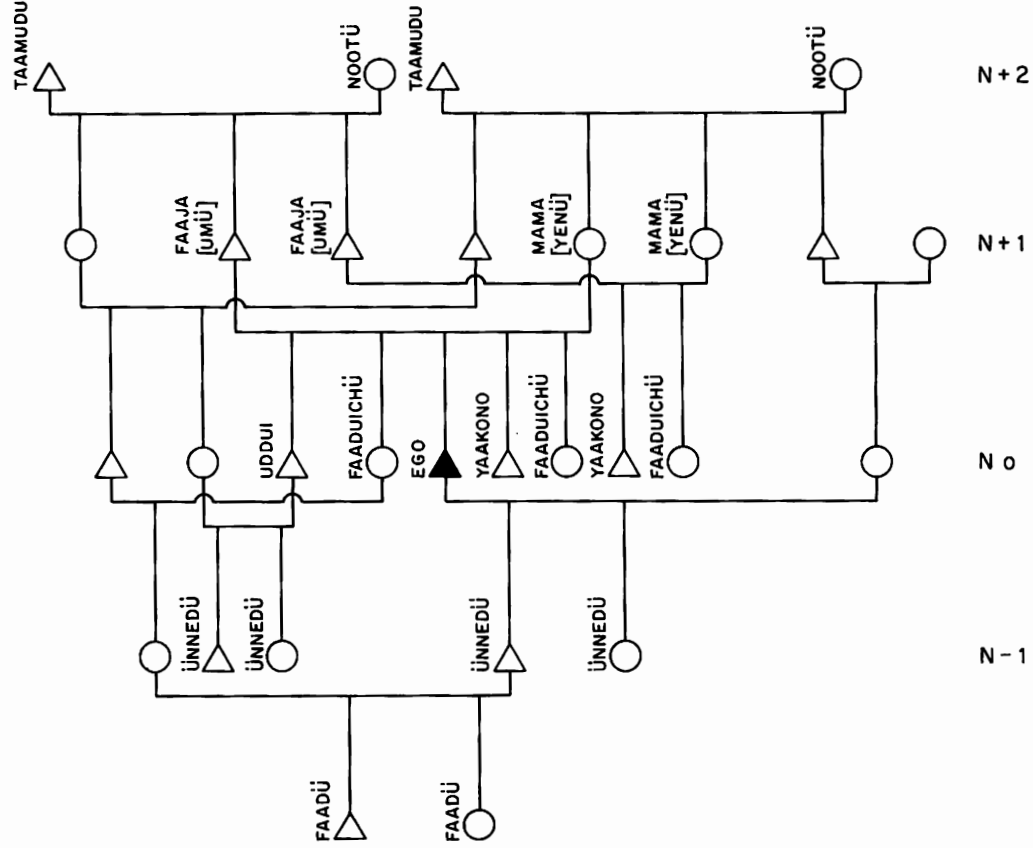 TAAMUDU
NOOTÜ
TAAMUDU
NOOTÜ
N+2
FAAJA
[UMÜ]
FAAJA
[UMÜ]
MAMA
[YENÜ]
MAMA
[YENÜ]
N+1
UDDUI
FAADUICHÜ
EGO
YAAKONO
FAADUICHÜ
YAAKONO
FAADUICHÜ
No
ÜNNEDÜ
ÜNNEDÜ
ÜNNEDÜ
ÜNNEDÜ
N-1
FAADÜ
FAADÜ